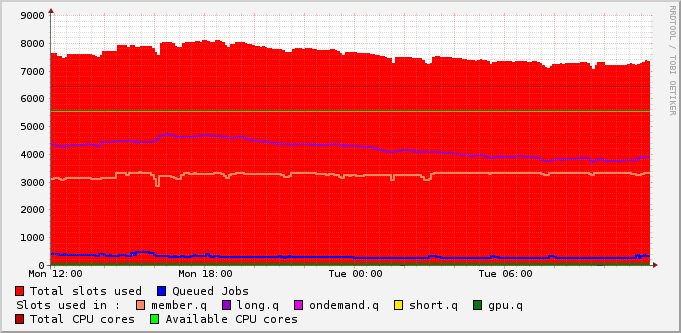 9000
8000
7000
6000
5000
4000
3000
2000
1000
0
Mon 12:00 Mon 18:00 Tue 00:00 Tue 06:00
Total slots used Queued Jobs
Slots used in : member.q long.q ondemand.q short.q gpu.q
Total CPU cores Available CPU cores
RRDTOOL / TOBI OETIKER